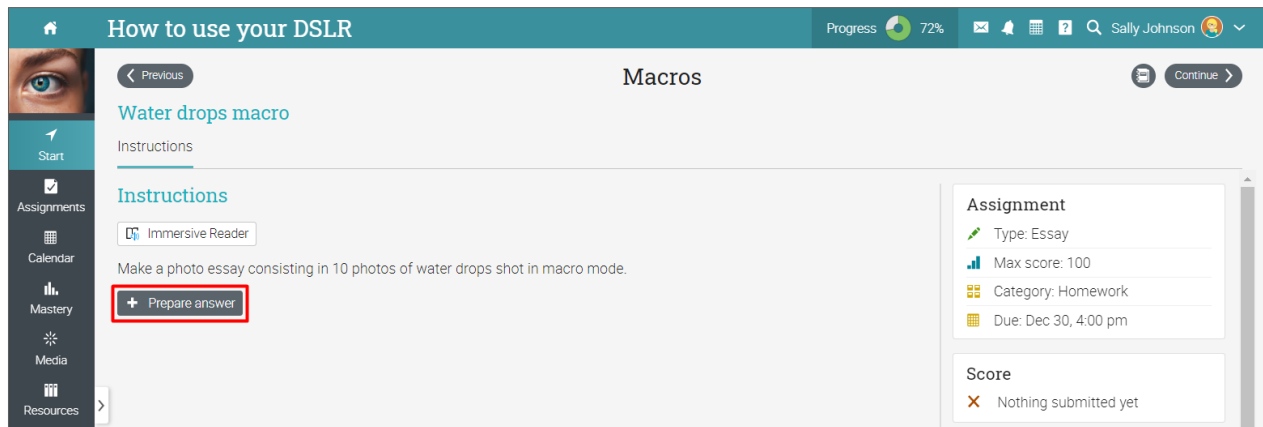 How to use your DSLR
Progress 72%
Sally Johnson
Previous
Macros
Continue
Water drops macro
Start
Instructions
Assignments
Calendar
Mastery
Media
Resources
Instructions
Immersive Reader
Make a photo essay consisting in 10 photos of water drops shot in macro mode.
+ Prepare answer
Assignment
Type: Essay
Max score: 100
Category: Homework
Due: Dec 30, 4:00 pm
Score
Nothing submitted yet